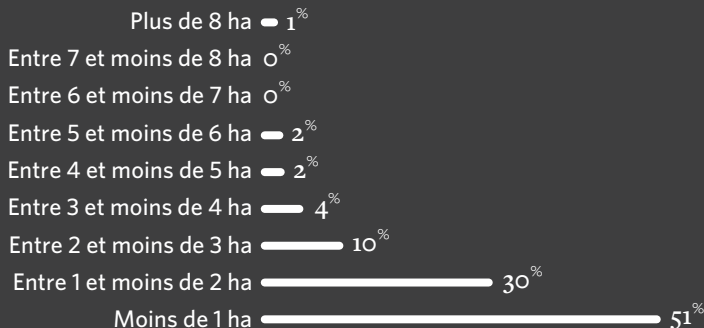 Plus de 8 ha 1%
Entre 7 et moins de 8 ha 0%
Entre 6 et moins de 7 ha 0%
Entre 5 et moins de 6 ha 2%
Entre 4 et moins de 5 ha 2%
Entre 3 et moins de 4 ha 4%
Entre 2 et moins de 3 ha 10%
Entre 1 et moins de 2 ha 30%
Moins de 1 ha 51%